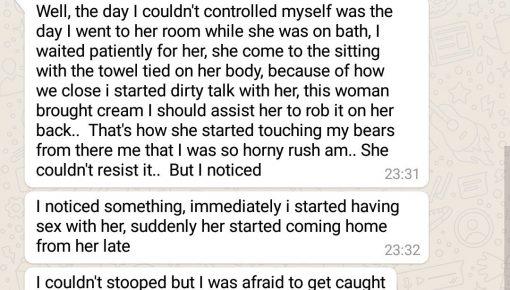 Well, the day I couldn't controlled myself was the
day I went to her room while she was on bath, I
waited patiently for her, she come to the sitting
with the towel tied on her body, because of how
we close i started dirty talk with her, this woman
brought cream I should assist her to rob it on her
back.. That's how she started touching my bears
from there me that I was so horny rush am.. She
couldn't resist it.. But I noticed
23:31
I noticed something, immediately i started having
sex with her, suddenly her started coming home
from her late
23:32
I couldn't stooped but I was afraid to get caught